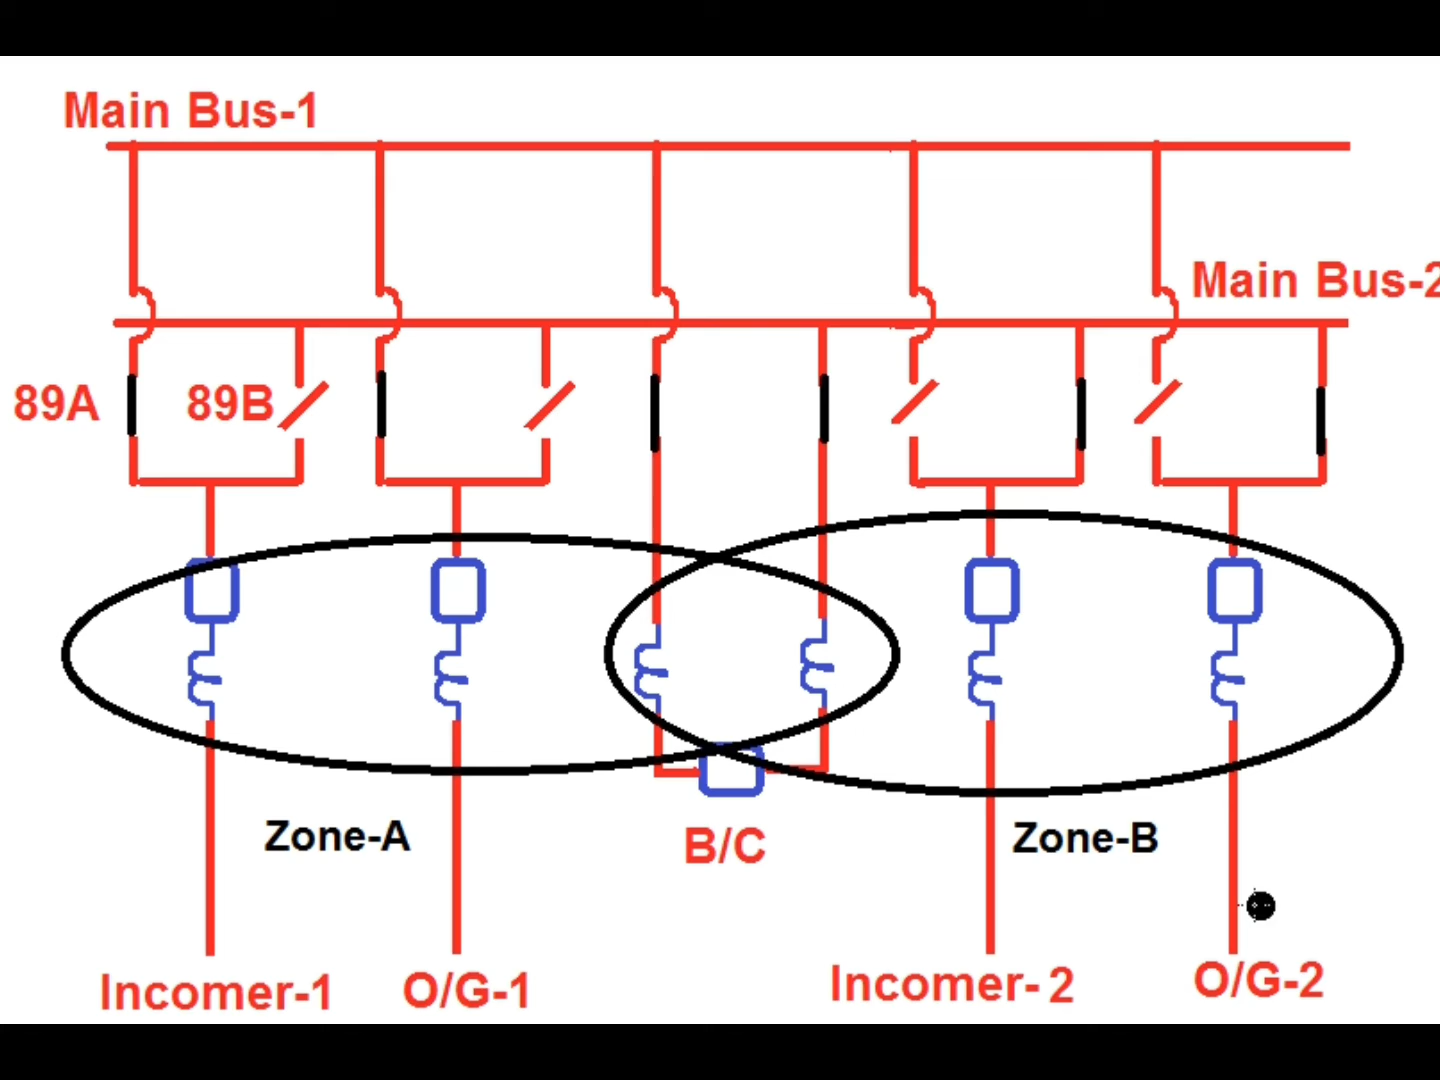 Main Bus-1
Main Bus-2
89A
89B
Zone-A
B/C
Zone-B
Incomer-1
O/G-1
Incomer- 2
O/G-2